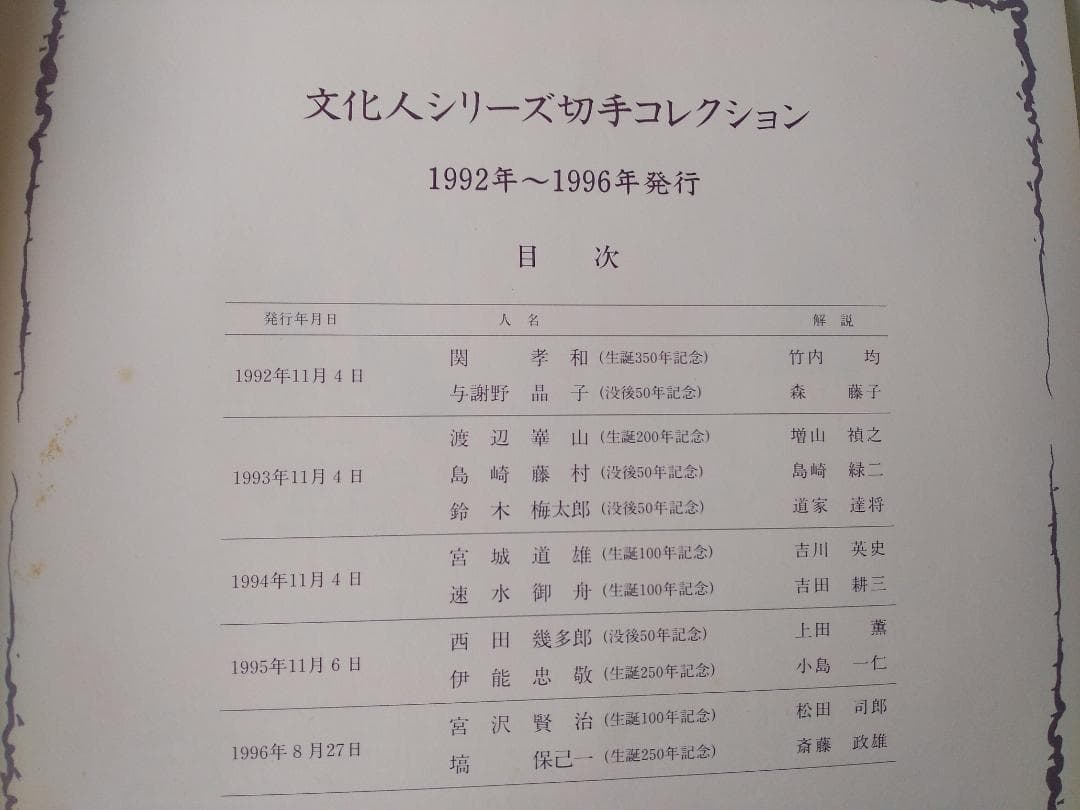 文化人シリーズ切手コレクション
1992年～1996年発行
目 次
発行年月日 人名 解説
1992年11月4日 関 孝和 (生誕350年記念) 竹内 均
与謝野 晶子 (没後50年記念) 森 藤子
1993年11月4日 渡辺崋山 (生誕200年記念) 増山 禎之
島崎藤村 (没後50年記念) 島崎 緑二
鈴木梅太郎 (没後50年記念) 道家 達将
1994年11月4日 宮城道雄 (生誕100年記念) 吉川 英史
速水御舟 (生誕100年記念) 吉田 耕三
1995年11月6日 西田幾多郎 (没後50年記念) 上田 薫
伊能忠敬 (生誕250年記念) 小島 一仁
1996年8月27日 宮沢賢治 (生誕100年記念) 松田 司郎
塙 保己一 (生誕250年記念) 斎藤 政雄